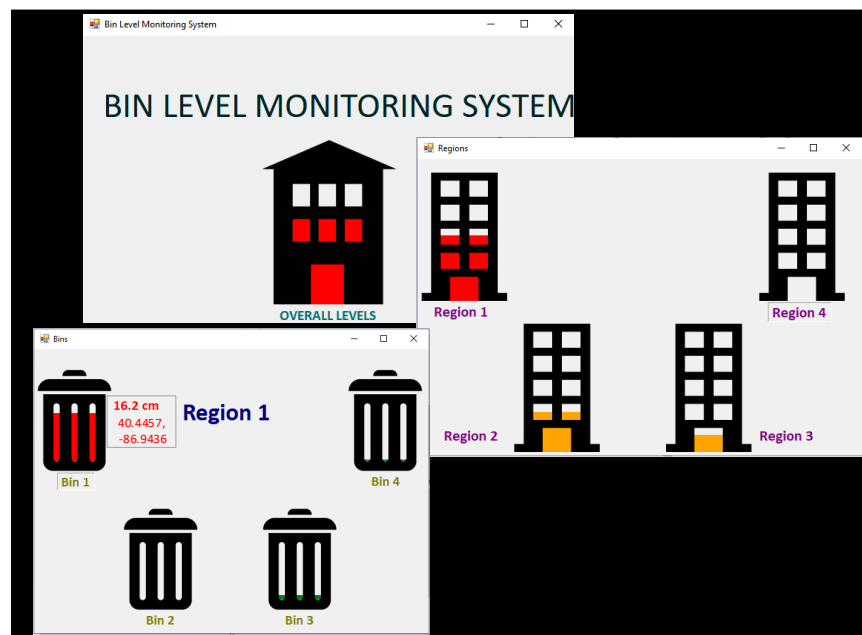 Bin Level Monitoring System
BIN LEVEL MONITORING SYSTEM
OVERALL LEVELS
Regions
Region 1
Region 4
Region 2
Region 3
Bins
16.2 cm
40.4457,
-86.9436
Region 1
Bin 1
Bin 4
Bin 2
Bin 3